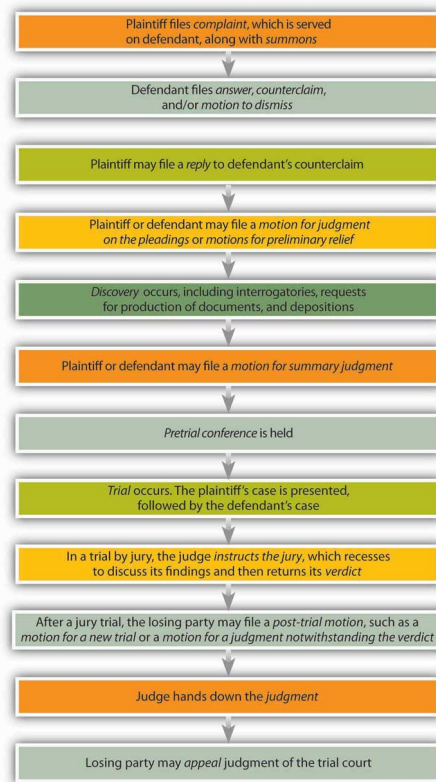 Plaintiff files complaint, which is served
on defendant, along with summons
Defendant files answer, counterclaim,
and/or motion to dismiss
Plaintiff may file a reply to defendant's counterclaim
Plaintiff or defendant may file a motion for judgment
on the pleadings or motions for preliminary relief
Discovery occurs, including interrogatories, requests
for production of documents, and depositions
Plaintiff or defendant may file a motion for summary judgment
Pretrial conference is held
Trial occurs. The plaintiff's case is presented,
followed by the defendant's case
In a trial by jury, the judge instructs the jury, which recesses
to discuss its findings and then returns its verdict
After a jury trial, the losing party may file a post-trial motion, such as a
motion for a new trial or a motion for a judgment notwithstanding the verdict
Judge hands down the judgment
Losing party may appeal judgment of the trial court